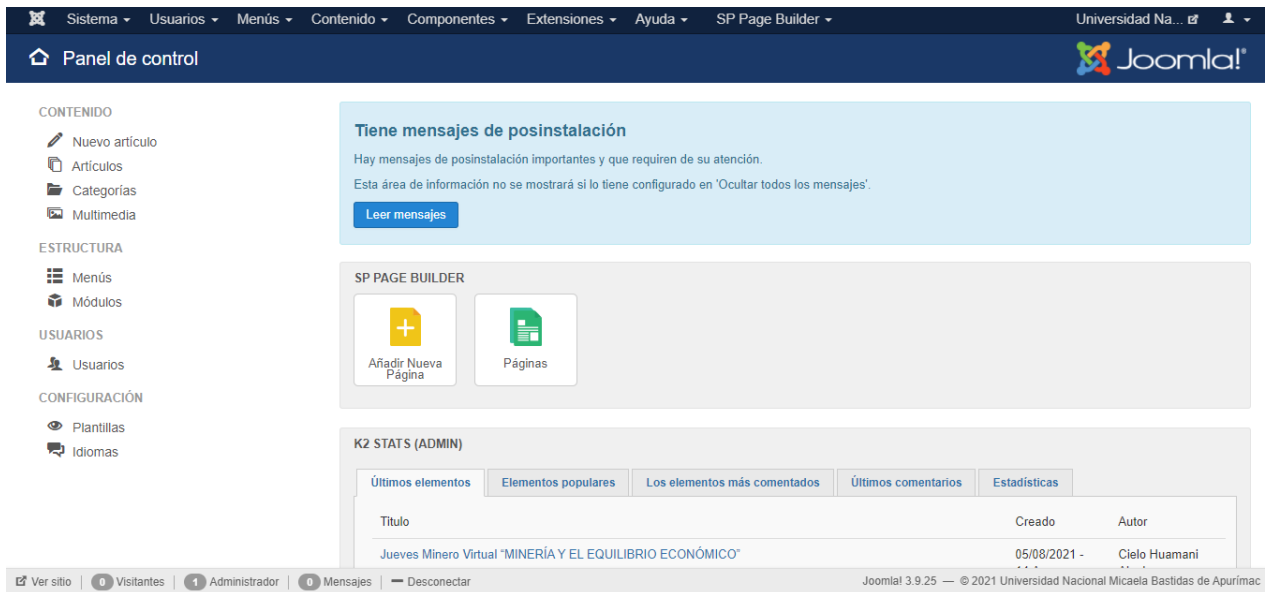 Sistema Usuarios Menús Contenido Componentes Extensiones Ayuda SP Page Builder Universidad Na...
Panel de control
Joomla!®
CONTENIDO
Nuevo artículo
Artículos
Categorías
Multimedia
ESTRUCTURA
Menús
Módulos
USUARIOS
Usuarios
CONFIGURACIÓN
Plantillas
Idiomas
Tiene mensajes de posinstalación
Hay mensajes de posinstalación importantes y que requiren de su atención.
Esta área de información no se mostrará si lo tiene configurado en 'Ocultar todos los mensajes'.
Leer mensajes
SP PAGE BUILDER
Añadir Nueva
Página
Páginas
K2 STATS (ADMIN)
Últimos elementos Elementos populares Los elementos más comentados Últimos comentarios Estadísticas
Título Creado Autor
Jueves Minero Virtual “MINERÍA Y EL EQUILIBRIO ECONÓMICO” 05/08/2021 - Cielo Huamani
Ver sitio 0 Visitantes 1 Administrador 0 Mensajes Desconectar Joomla! 3.9.25 — © 2021 Universidad Nacional Micaela Bastidas de Apurímac